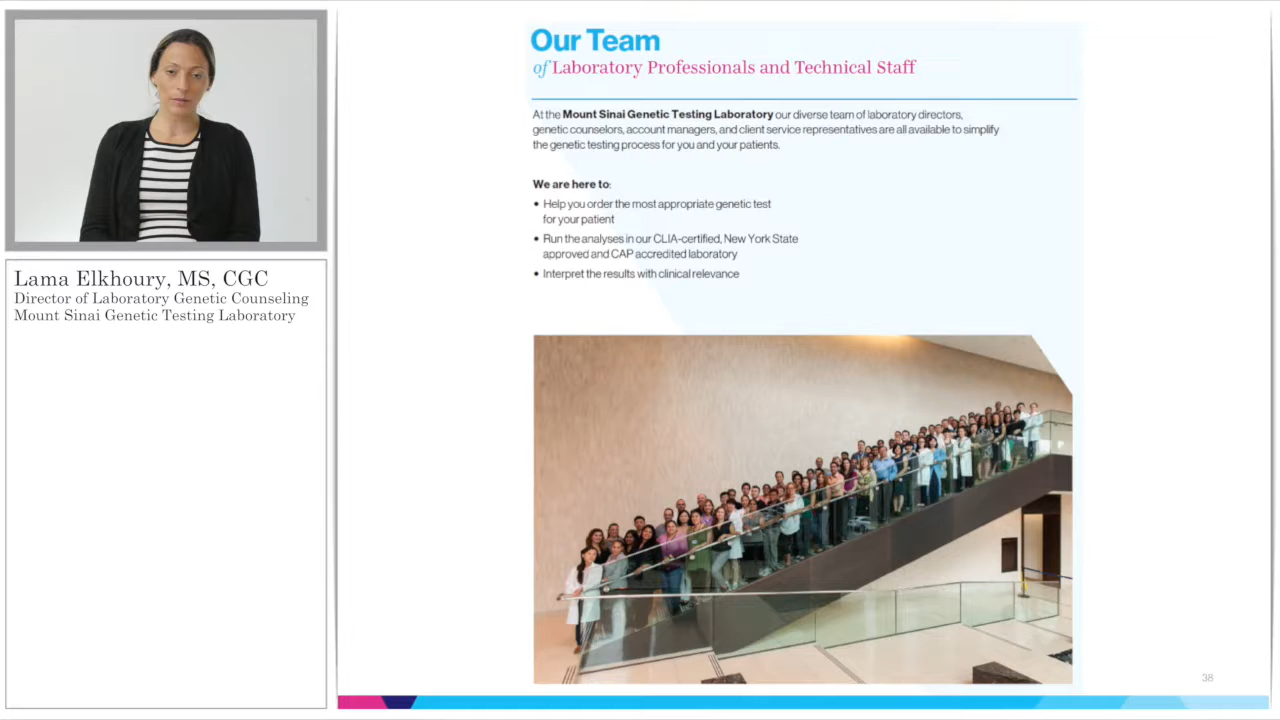 Our Team
of Laboratory Professionals and Technical Staff
At the Mount Sinai Genetic Testing Laboratory our diverse team of laboratory directors,
genetic counselors, account managers, and client service representatives are all available to simplify
the genetic testing process for you and your patients.
We are here to:
• Help you order the most appropriate genetic test
for your patient
• Run the analyses in our CLIA-certified, New York State
approved and CAP accredited laboratory
• Interpret the results with clinical relevance
Lama Elkhoury, MS, CGC
Director of Laboratory Genetic Counseling
Mount Sinai Genetic Testing Laboratory
38